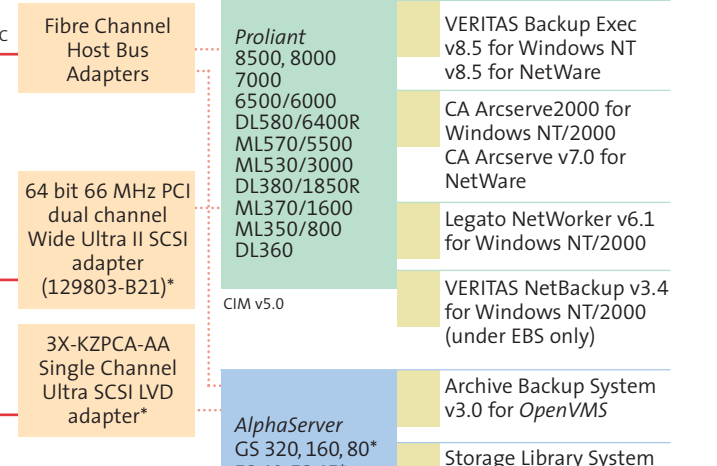 C
Fibre Channel
Host Bus
Adapters
64 bit 66 MHz PCI
dual channel
Wide Ultra II SCSI
adapter
(129803-B21)*
3X-KZPCA-AA
Single Channel
Ultra SCSI LVD
adapter*
Proliant
8500, 8000
7000
6500/6000
DL580/6400R
ML570/5500
ML530/3000
DL380/1850R
ML370/1600
ML350/800
DL360
CIM v5.0
AlphaServer
GS 320, 160, 80*
VERITAS Backup Exec
v8.5 for Windows NT
v8.5 for NetWare
CA Arcserve2000 for
Windows NT/2000
CA Arcserve v7.0 for
NetWare
Legato NetWorker v6.1
for Windows NT/2000
VERITAS NetBackup v3.4
for Windows NT/2000
(under EBS only)
Archive Backup System
v3.0 for OpenVMS
Storage Library System